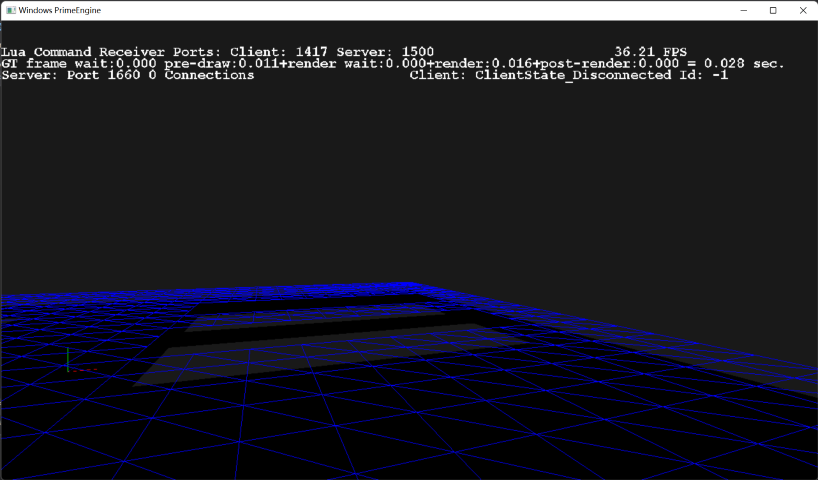 Windows PrimeEngine
Lua Command Receiver Ports: Client: 1417 Server: 1500 36.21 FPS
GT frame wait:0.000 pre-draw:0.011+render wait:0.000+render:0.016+post-render:0.000 = 0.028 sec.
Server: Port 1660 0 Connections Client: ClientState_Disconnected Id: -1